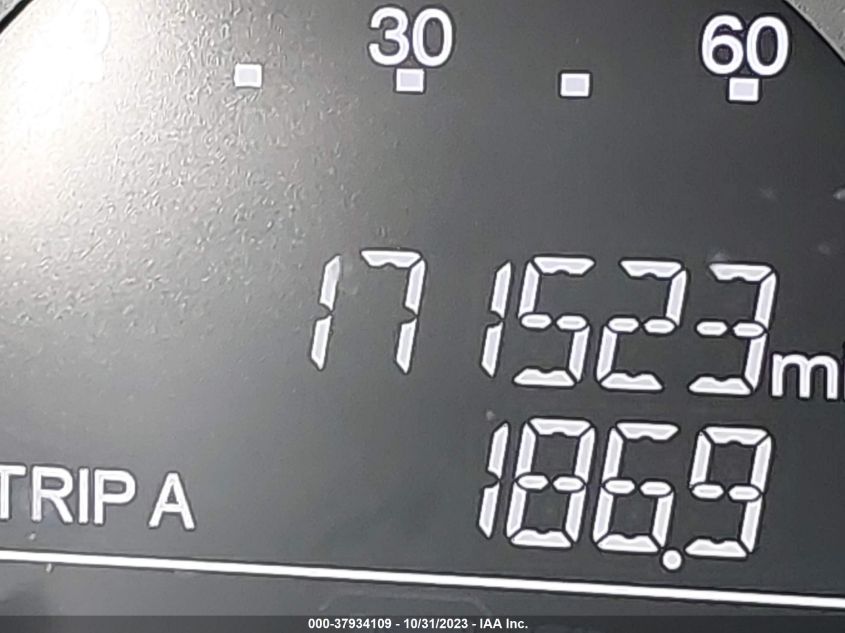 30 60
171523 mi
TRIP A 186.9
000-37934109 - 10/31/2023 - IAA Inc.